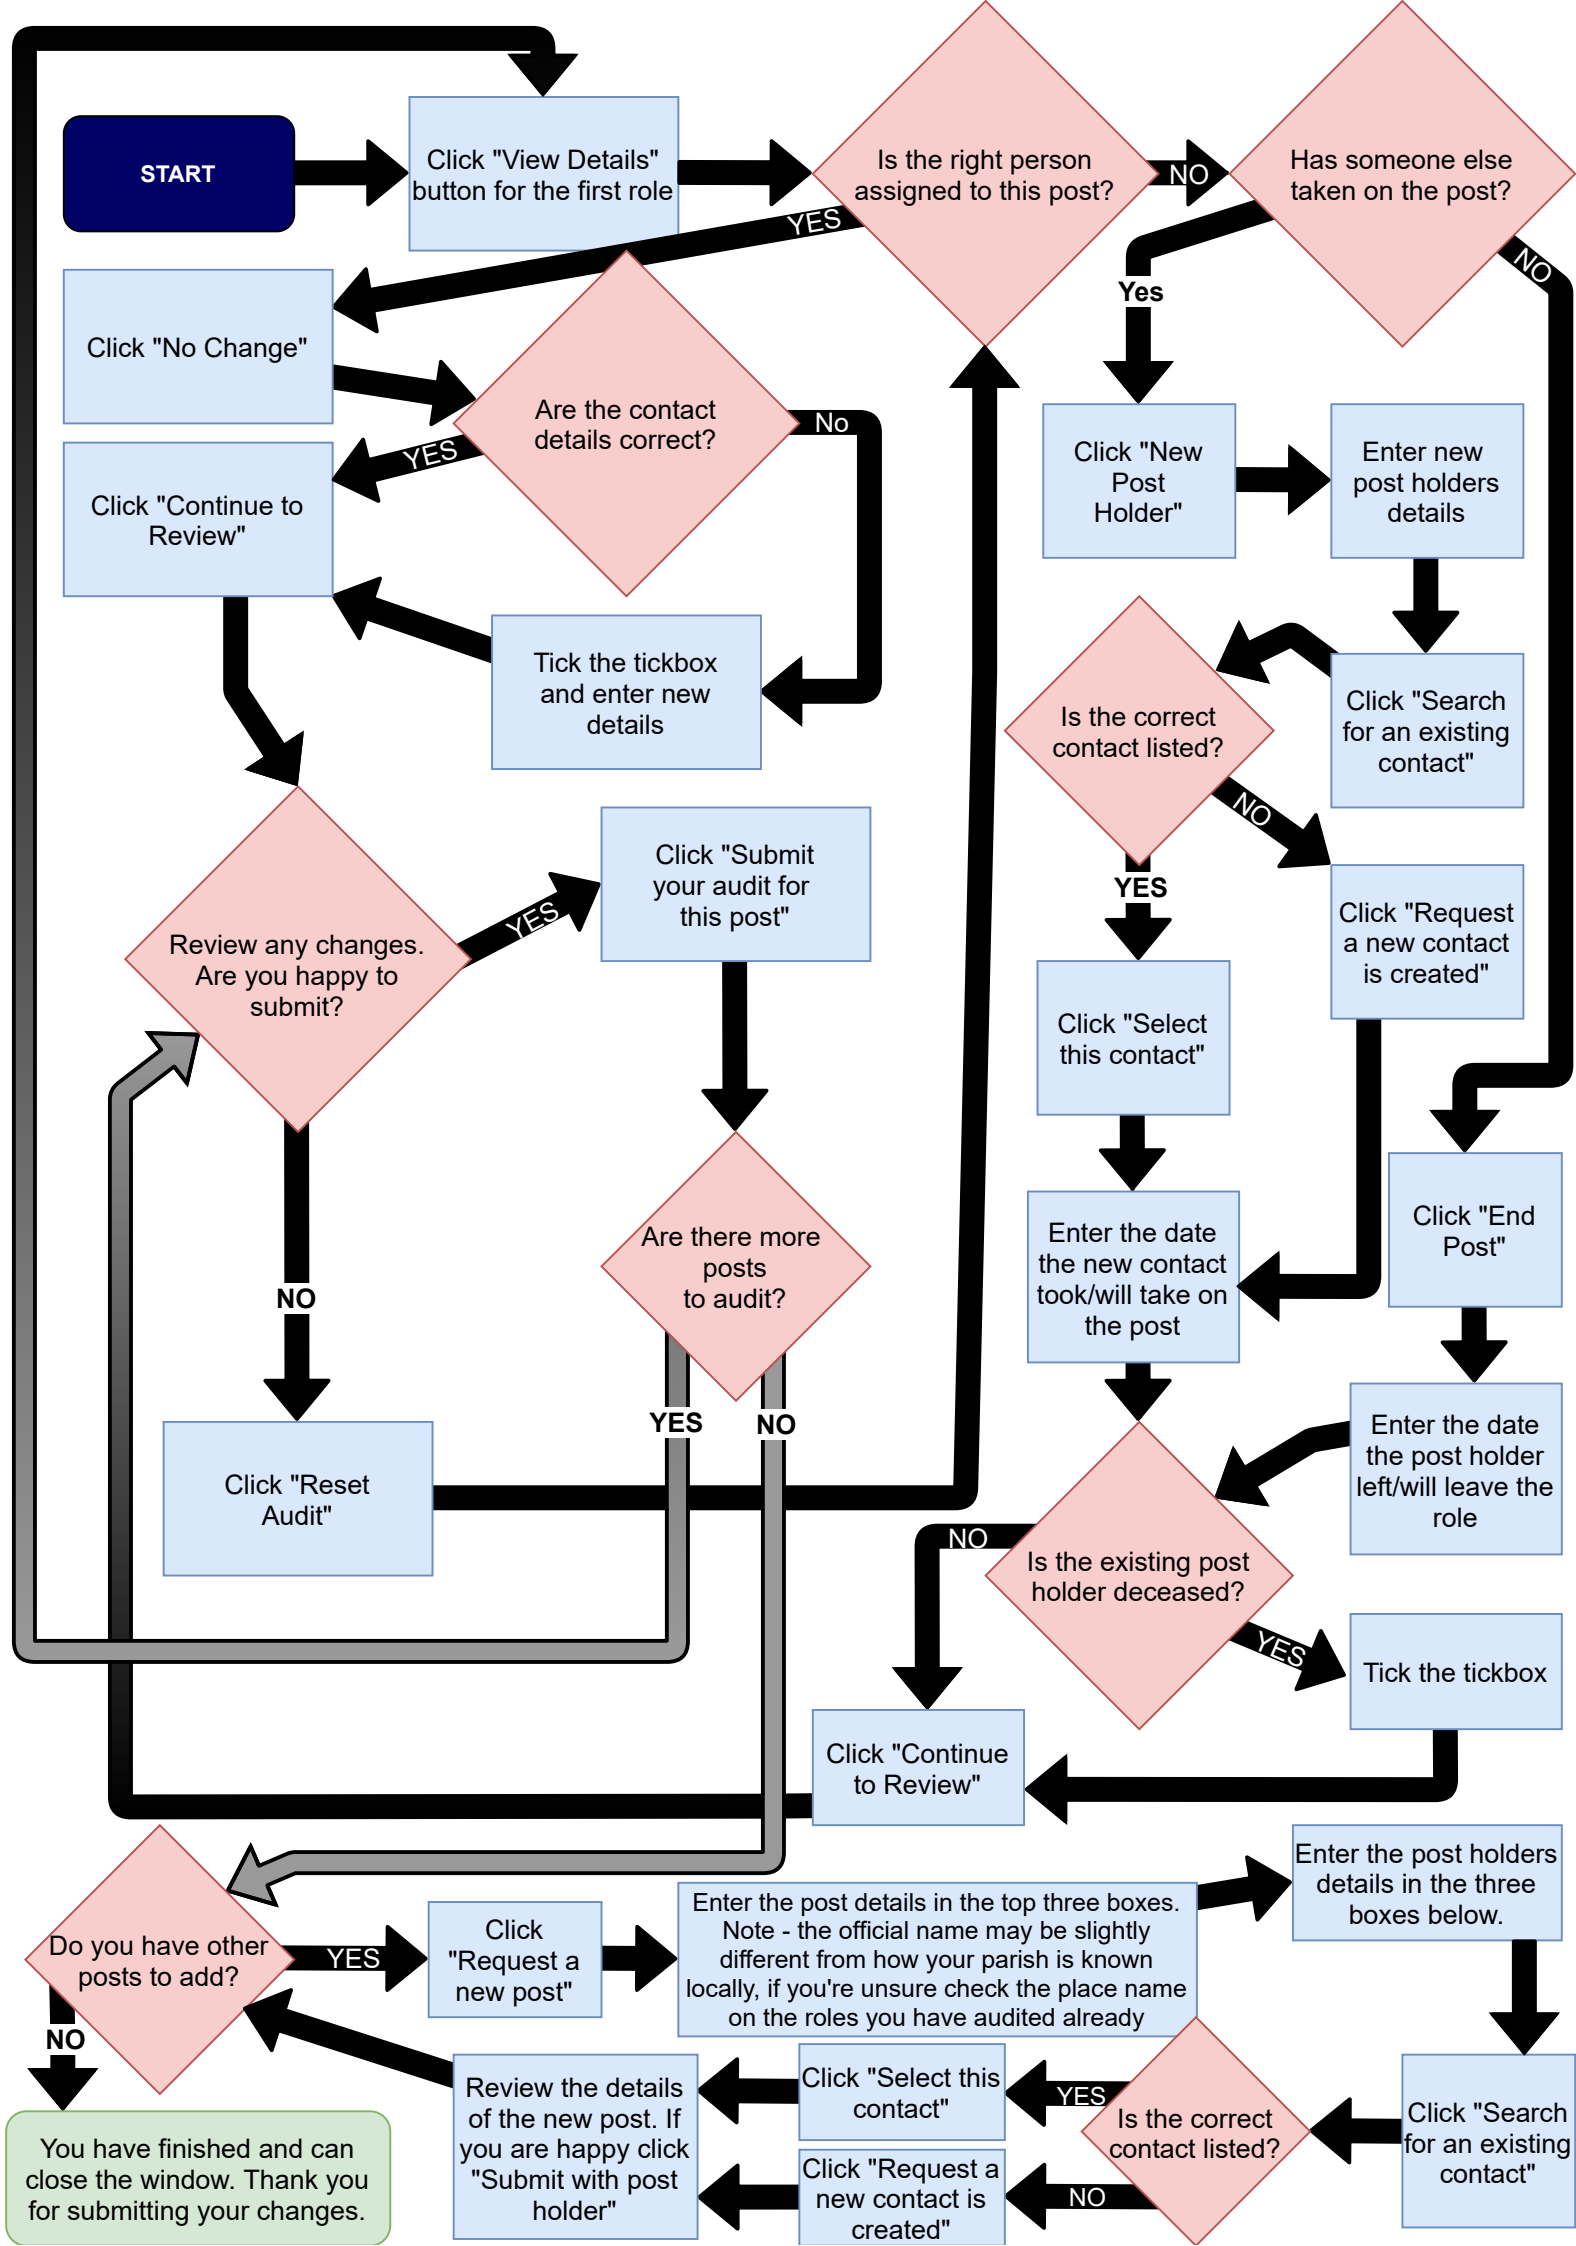 START
Click "View Details"
button for the first role
Is the right person
assigned to this post?
NO
Has someone else
taken on the post?
YES
NO
Yes
Click "No Change"
Are the contact
details correct?
No
YES
Click "Continue to
Review"
Click "New
Post
Holder"
Enter new
post holders
details
Tick the tickbox
and enter new
details
Is the correct
contact listed?
Click "Search
for an existing
contact"
NO
YES
Click "Submit
your audit for
this post"
Click "Request
a new contact
is created"
Review any changes.
Are you happy to
submit?
YES
Click "Select
this contact"
Are there more
posts
to audit?
Enter the date
the new contact
took/will take on
the post
Click "End
Post"
NO
YES
NO
Click "Reset
Audit"
Enter the date
the post holder
left/will leave the
role
NO
Is the existing post
holder deceased?
YES
Tick the tickbox
Click "Continue
to Review"
Do you have other
posts to add?
YES
Click
"Request a
new post"
Enter the post details in the top three boxes.
Note - the official name may be slightly
different from how your parish is known
locally, if you're unsure check the place name
on the roles you have audited already
Enter the post holders
details in the three
boxes below.
NO
Review the details
of the new post. If
you are happy click
"Submit with post
holder"
Click "Select this
contact"
YES
Is the correct
contact listed?
Click "Search
for an existing
contact"
Click "Request a
new contact is
created"
NO
You have finished and can
close the window. Thank you
for submitting your changes.